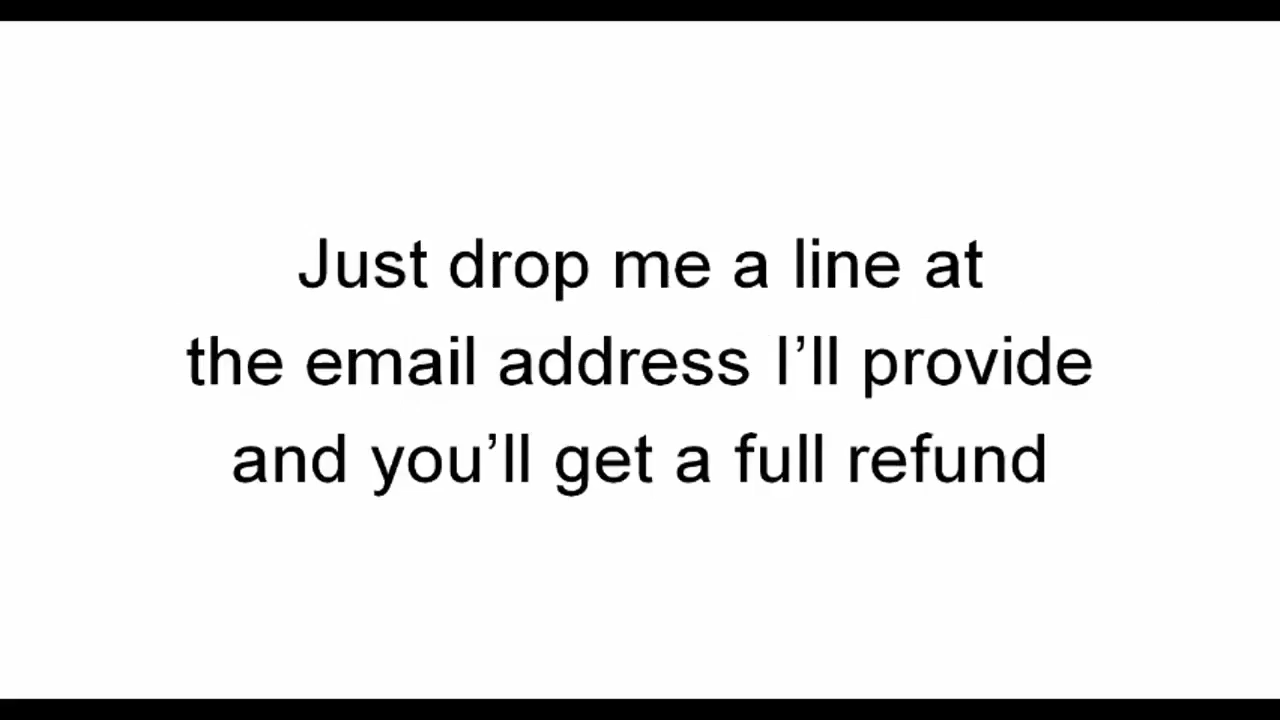 Just drop me a line at
the email address I’ll provide
and you’ll get a full refund